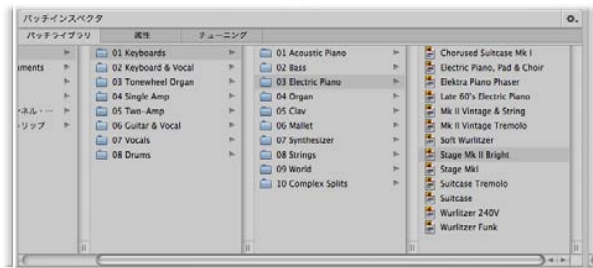 パッチインスペクタ
パッチライブラリ
属性
チューニング
uments
ネル・…
リップ
01 Keyboards
02 Keyboard & Vocal
03 Tonewheel Organ
04 Single Amp
05 Two-Amp
06 Guitar & Vocal
07 Vocals
08 Drums
01 Acoustic Piano
02 Bass
03 Electric Piano
04 Organ
05 Clav
06 Mallet
07 Synthesizer
08 Strings
09 World
10 Complex Splits
Chorused Suitcase Mk I
Electric Piano, Pad & Choir
Elektra Piano Phaser
Late 60's Electric Piano
Mk II Vintage & String
Mk II Vintage Tremolo
Soft Wurlitzer
Stage Mk II Bright
Stage MkI
Suitcase Tremolo
Suitcase
Wurlitzer 240V
Wurlitzer Funk